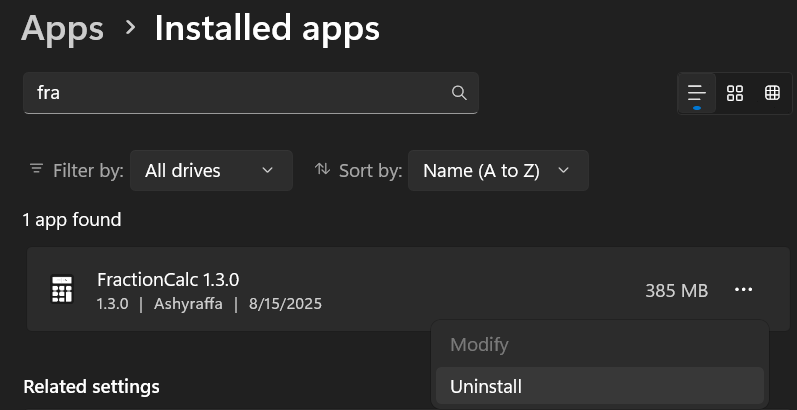 Apps > Installed apps
fra
Filter by: All drives Sort by: Name (A to Z)
1 app found
FractionCalc 1.3.0
1.3.0 | Ashyraffa | 8/15/2025
385 MB
Modify
Related settings
Uninstall